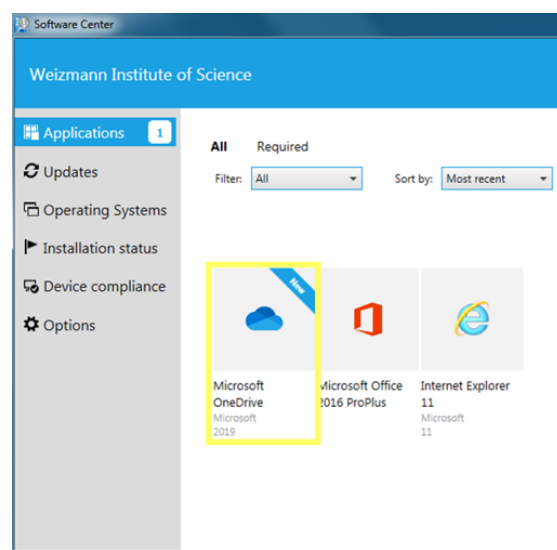 Software Center
Weizmann Institute of Science
Applications 1
Updates
Operating Systems
Installation status
Device compliance
Options
All Required
Filter: All Sort by: Most recent
New
Microsoft OneDrive
Microsoft
2019
Microsoft Office 2016 ProPlus
Internet Explorer 11
Microsoft
11